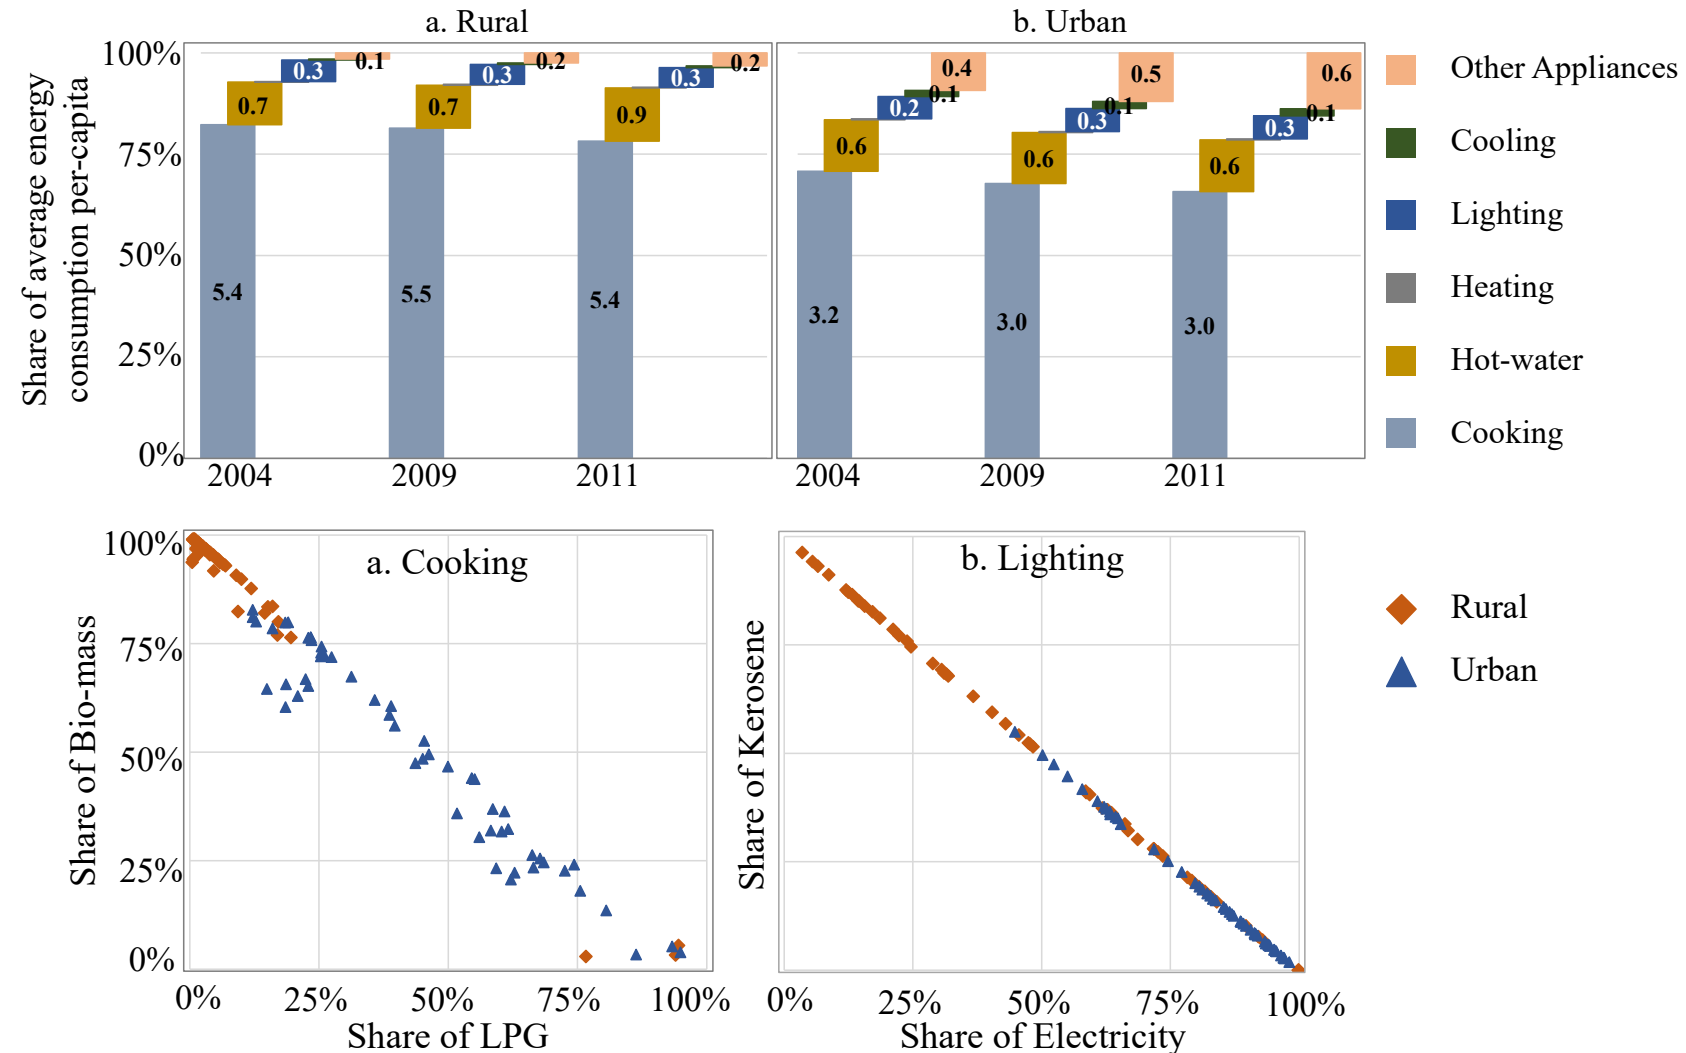 a. Rural
b. Urban
Share of average energy
consumption per-capita
100%
75%
50%
25%
0%
5.4
0.7
0.3
0.1
5.5
0.7
0.3
0.2
5.4
0.9
0.3
0.2
2004
2009
2011
3.2
0.6
0.2
0.1
0.4
3.0
0.6
0.3
0.1
0.5
3.0
0.6
0.3
0.1
0.6
2004
2009
2011
Other Appliances
Cooling
Lighting
Heating
Hot-water
Cooking
a. Cooking
Share of Bio-mass
100%
75%
50%
25%
0%
0%
25%
50%
75%
100%
Share of LPG
b. Lighting
Share of Kerosene
0%
25%
50%
75%
100%
Share of Electricity
Rural
Urban